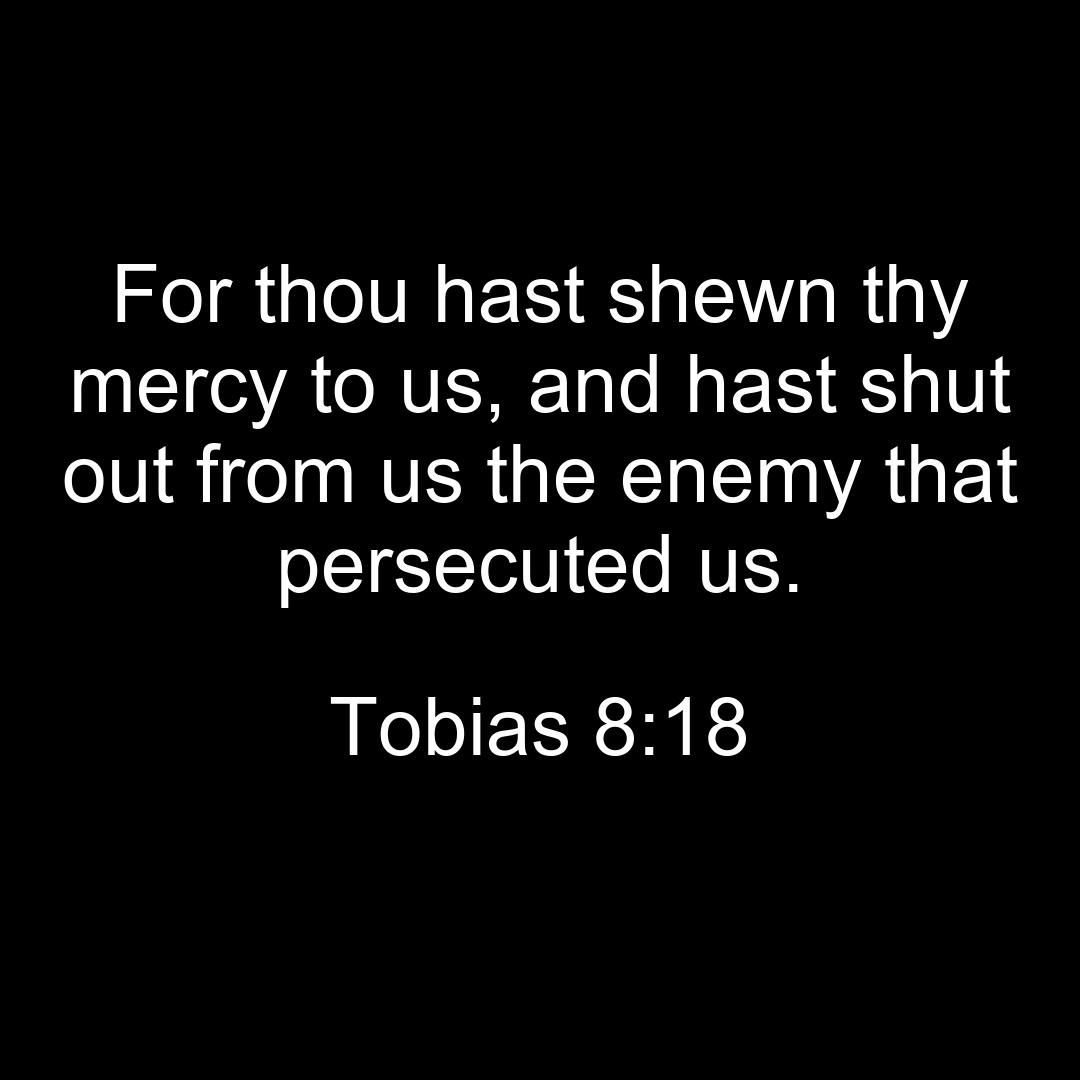 For thou hast shewn thy
mercy to us, and hast shut
out from us the enemy that
persecuted us.
Tobias 8:18